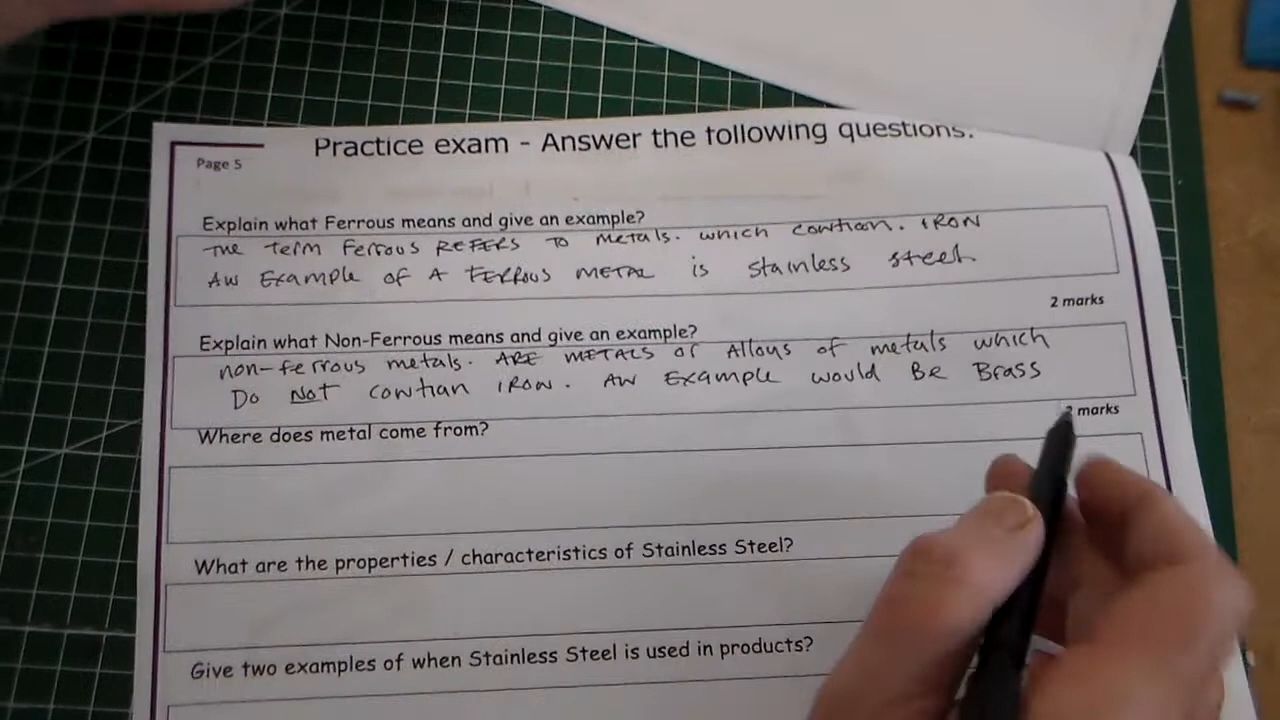 Practice exam - Answer the following questions.
Page 5
Explain what Ferrous means and give an example?
The term Ferrous REFERS TO metals. which cowtian. IRON
AW Example OF A FERROUS METAL is stainless steel
2 marks
Explain what Non-Ferrous means and give an example?
non-ferrous metals. ARE METALS or Alloys of metals which
Do Not cowtian IRON. AW Example would Be Brass
marks
Where does metal come from?
What are the properties / characteristics of Stainless Steel?
Give two examples of when Stainless Steel is used in products?